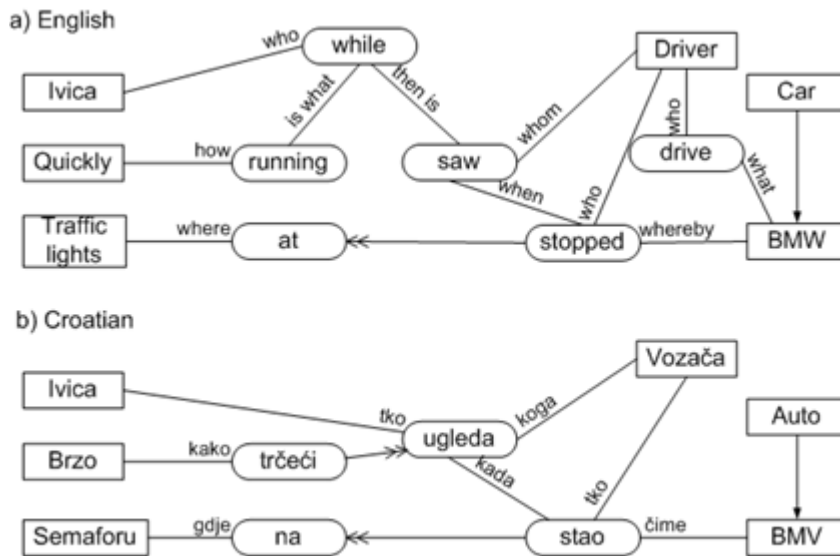 a) English
who
while
Driver
Ivica
is what
then is
whom
who
Car
Quickly
how
running
saw
drive
when
who
what
Traffic
lights
where
at
stopped
whereby
BMW
b) Croatian
Ivica
Vozača
tko
koga
Auto
Brzo
kako
trčeći
ugleda
kada
tko
Semaforu
gdje
na
stao
čime
BMV